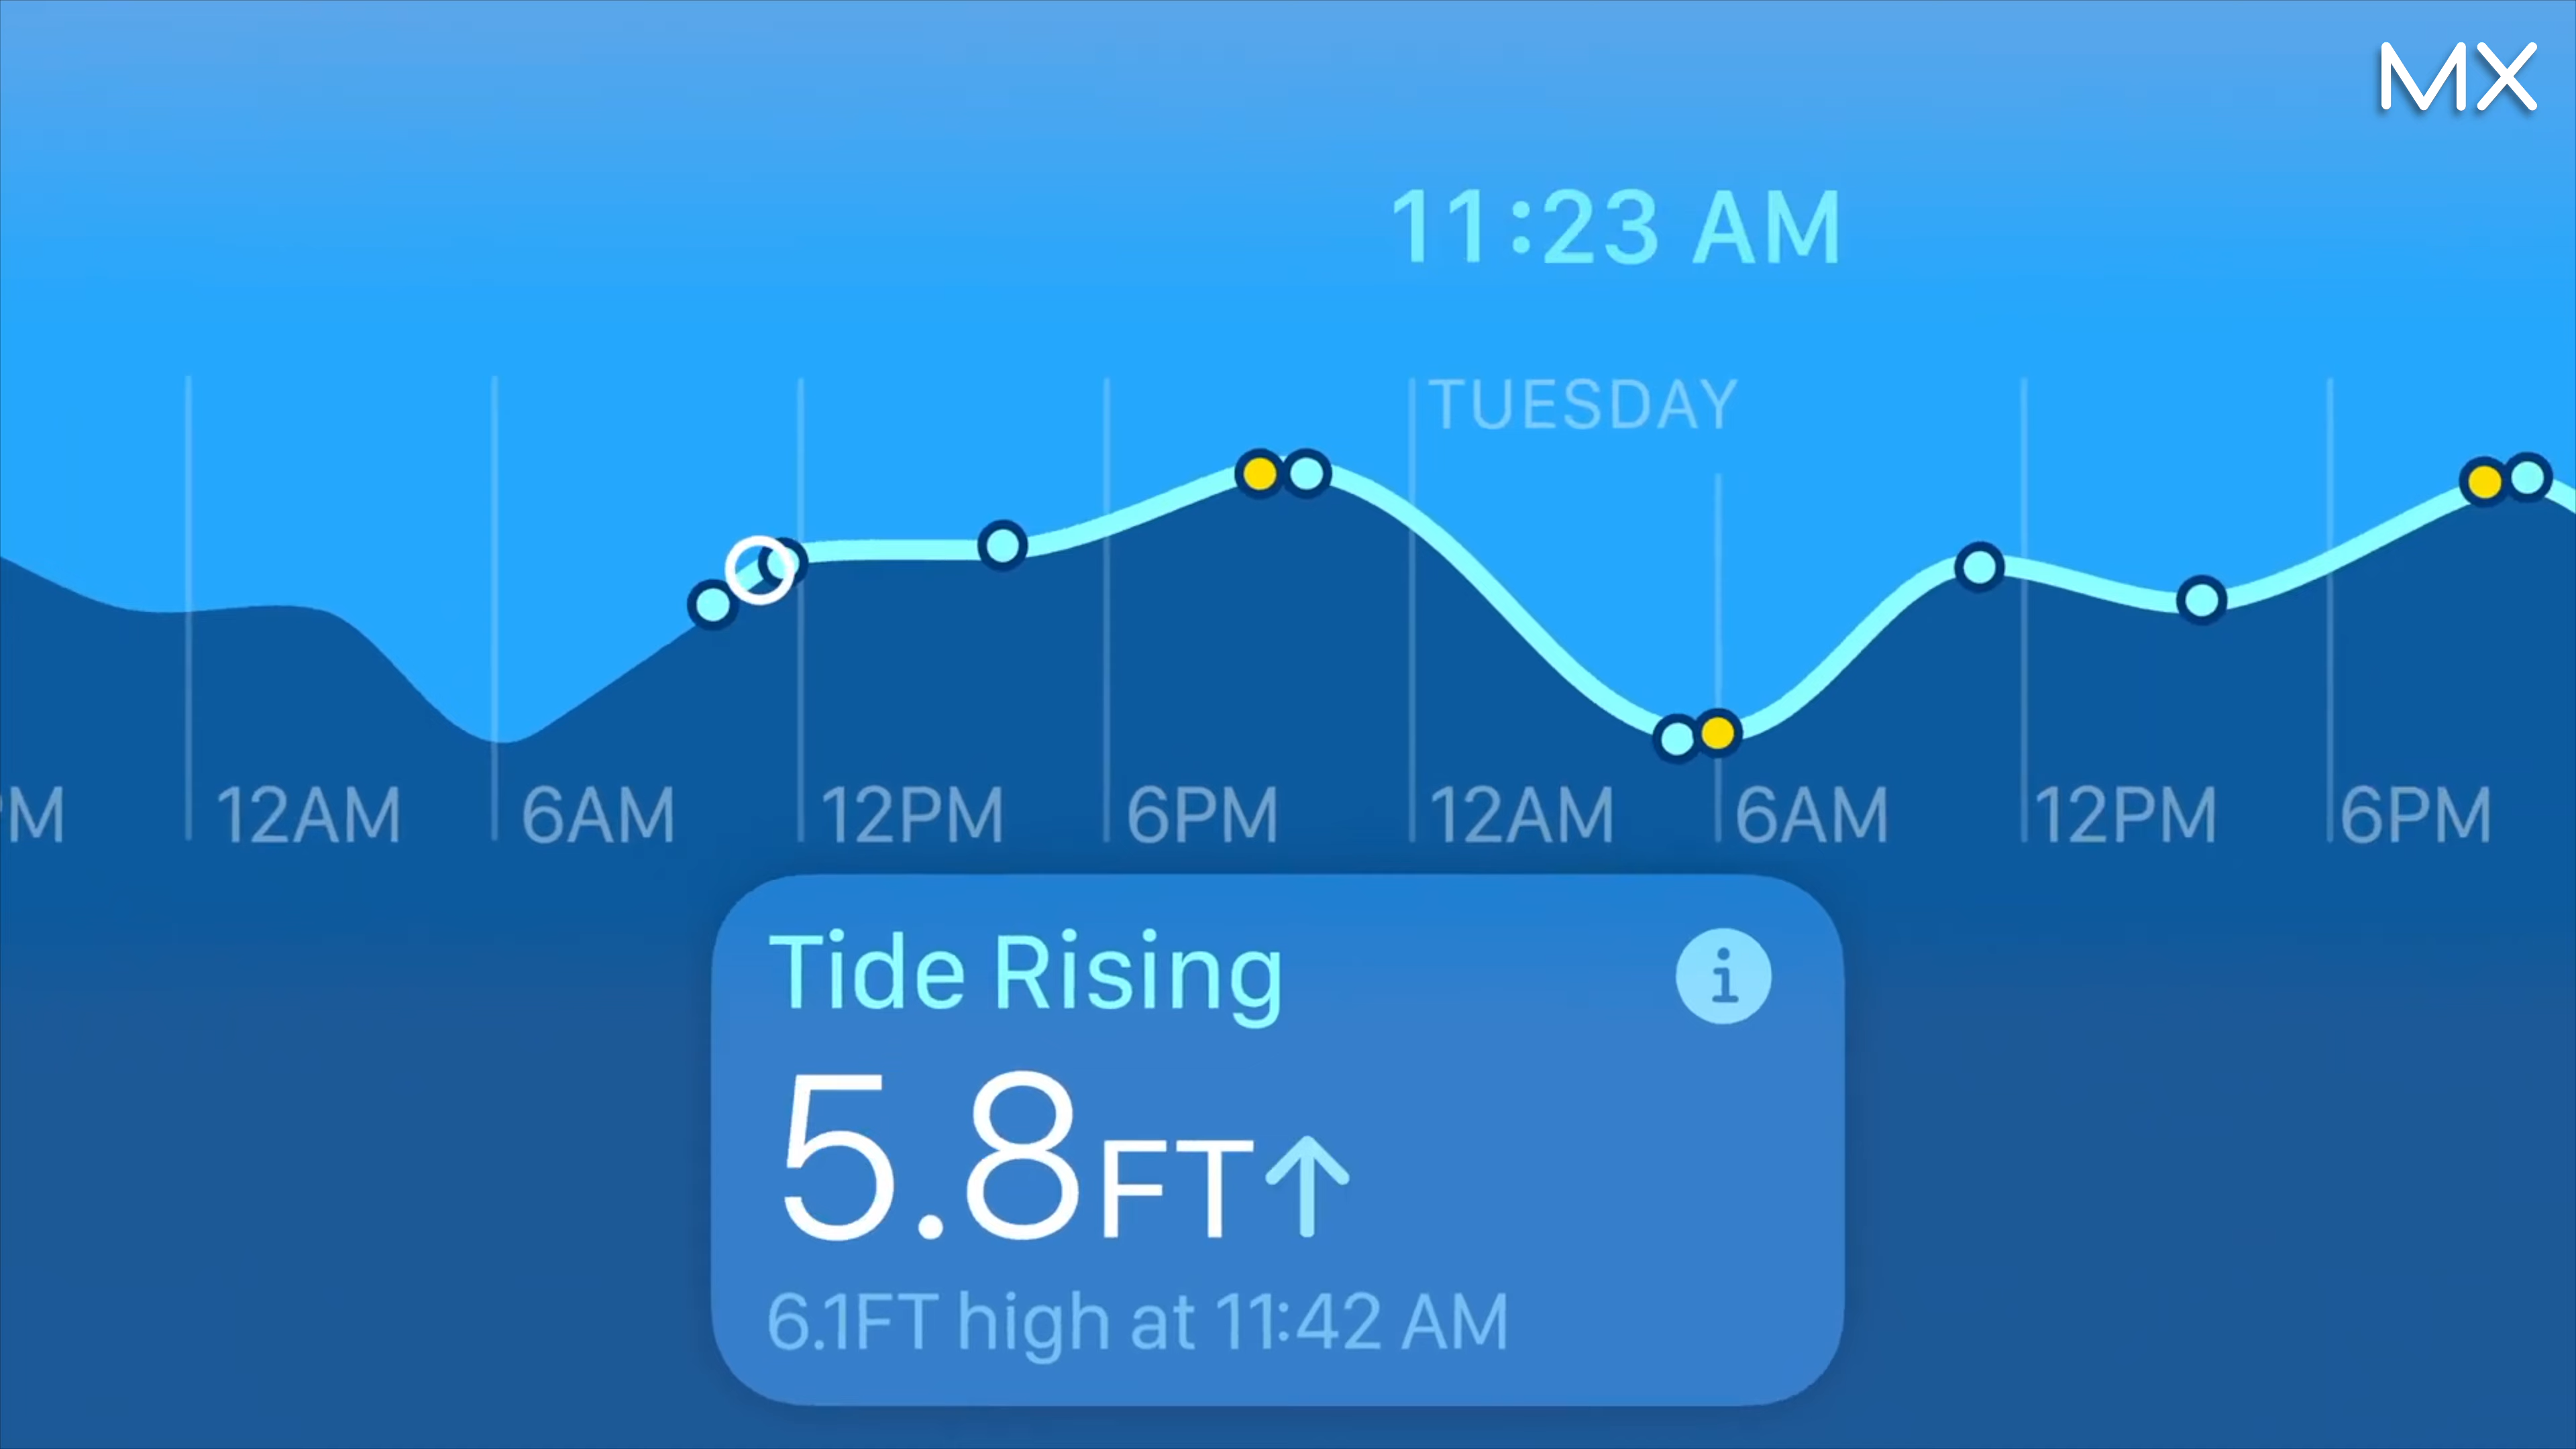 MX
11:23 AM
TUESDAY
12AM 6AM 12PM 6PM 12AM 6AM 12PM 6PM
Tide Rising
i
5.8FT↑
6.1FT high at 11:42 AM